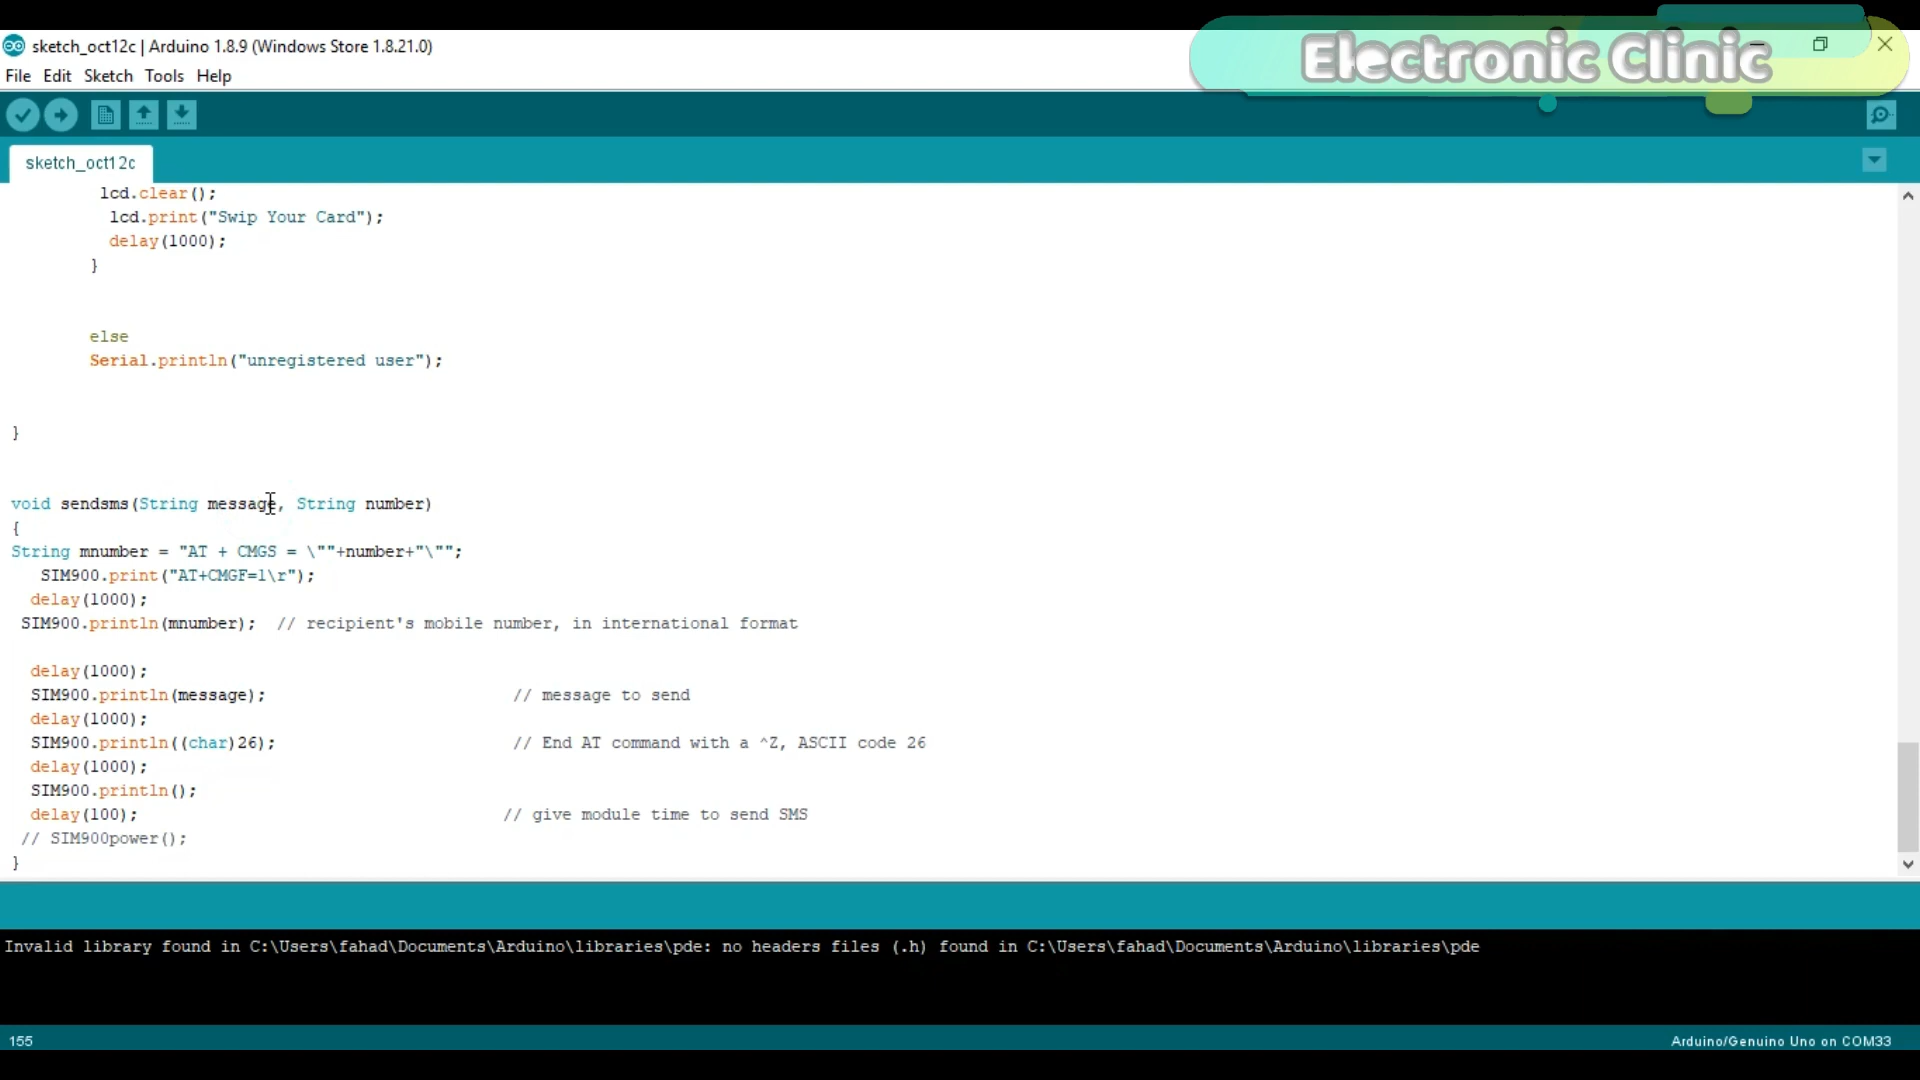 Electronic Clinic
sketch_oct12c | Arduino 1.8.9 (Windows Store 1.8.21.0)
File Edit Sketch Tools Help
sketch_oct12c
lcd.clear();
lcd.print("Swip Your Card");
delay(1000);
}
else
Serial.println("unregistered user");
}
void sendsms(String message, String number)
{
String mnumber = "AT + CMGS = \""+number+"\"";
SIM900.print("AT+CMGF=1\r");
delay(1000);
SIM900.println(mnumber);  // recipient's mobile number, in international format
delay(1000);
SIM900.println(message);                         // message to send
delay(1000);
SIM900.println((char)26);                        // End AT command with a ^Z, ASCII code 26
delay(1000);
SIM900.println();
delay(100);                                     // give module time to send SMS
// SIM900power();
}
Invalid library found in C:\Users\fahad\Documents\Arduino\libraries\pde: no headers files (.h) found in C:\Users\fahad\Documents\Arduino\libraries\pde
155
Arduino/Genuino Uno on COM33